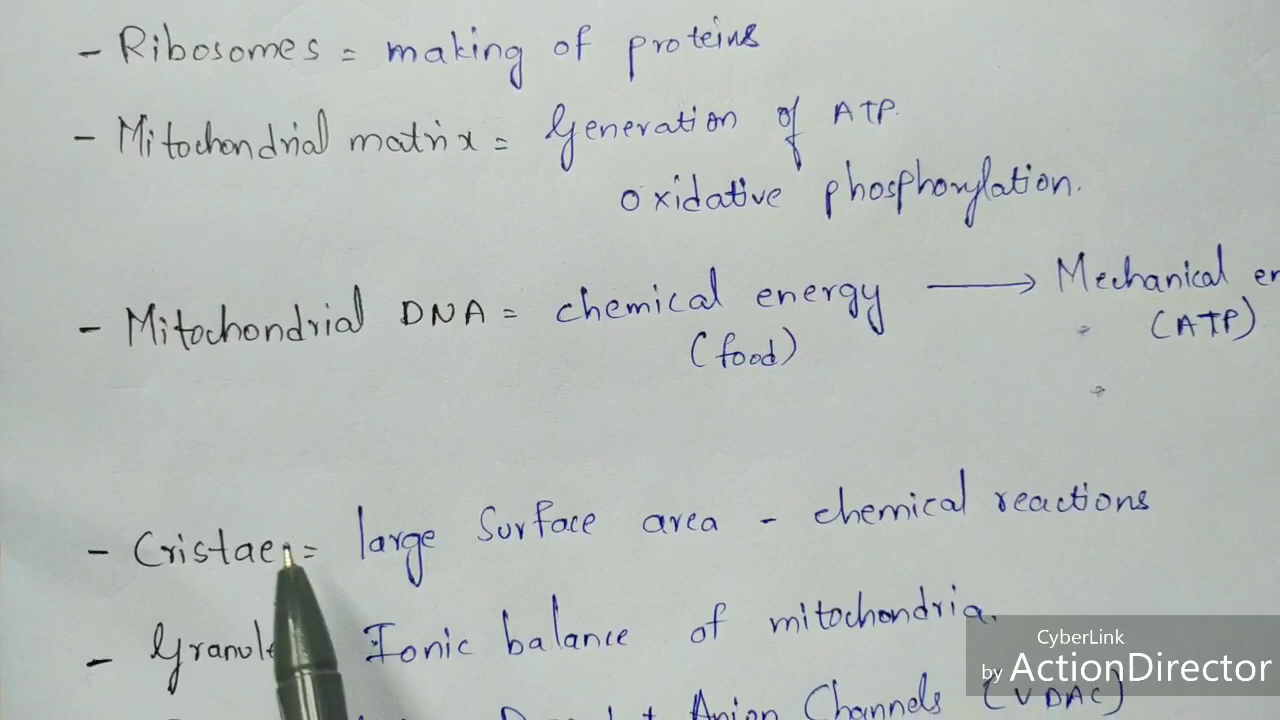 - Ribosomes = making of proteins
- Mitochondrial matrix = Generation of ATP.
oxidative phosphorylation.
- Mitochondrial DNA = chemical energy → Mechanical
(food) (ATP)
- Cristae = large surface area - chemical reactions
- Ionic balance of mitochondria.
Anion Channels (VDAC)
CyberLink
by ActionDirector